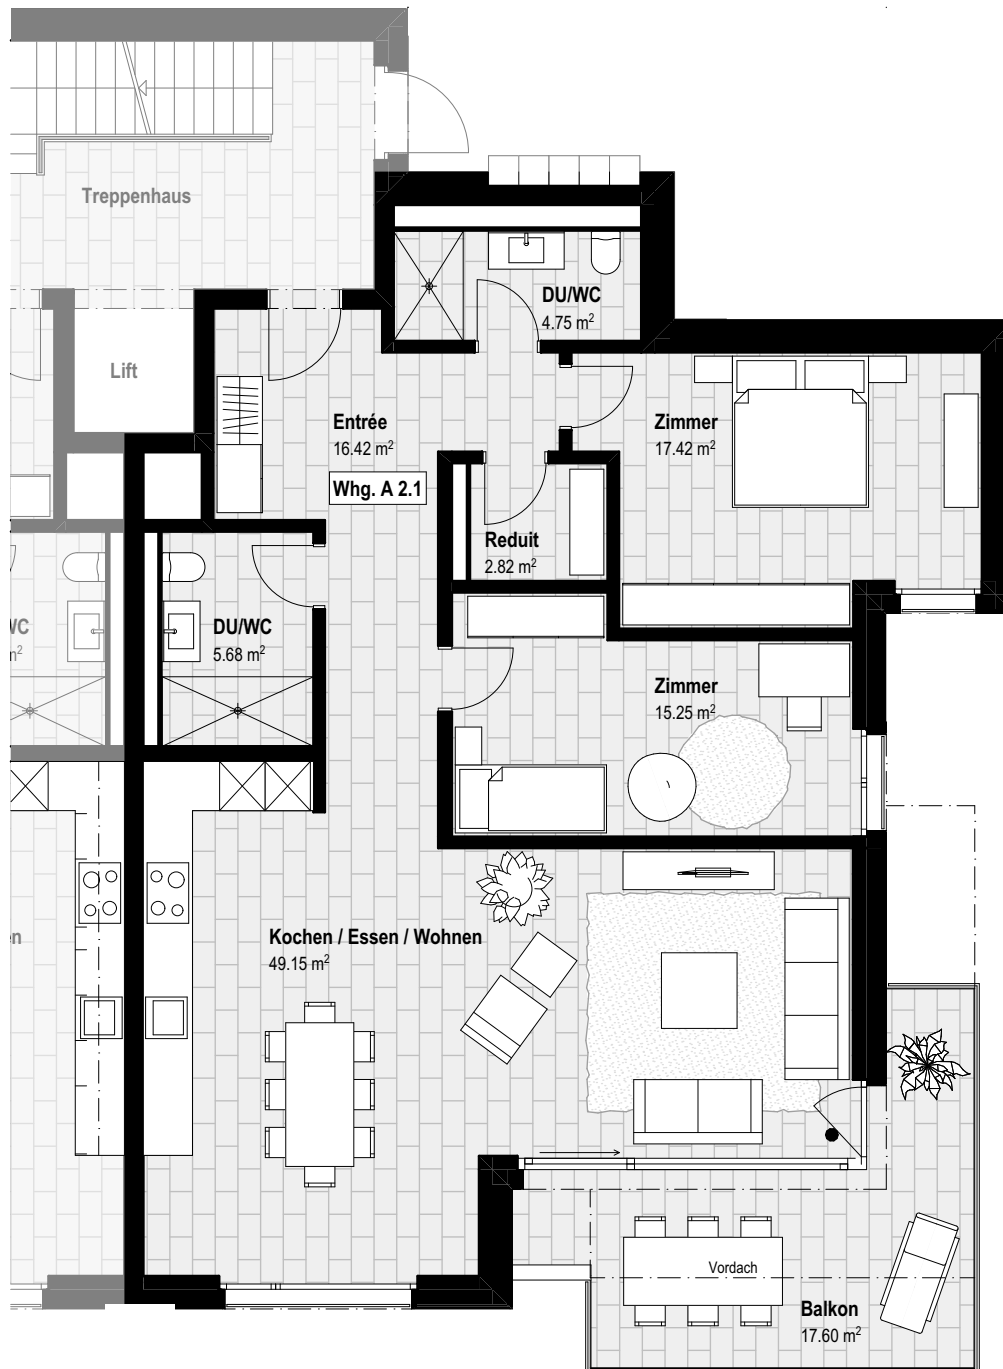 Treppenhaus
DU/WC
4.75 m²
Lift
Entrée
16.42 m²
Zimmer
17.42 m²
Whg. A 2.1
Reduit
2.82 m²
DU/WC
5.68 m²
Zimmer
15.25 m²
Kochen / Essen / Wohnen
49.15 m²
Vordach
Balkon
17.60 m²